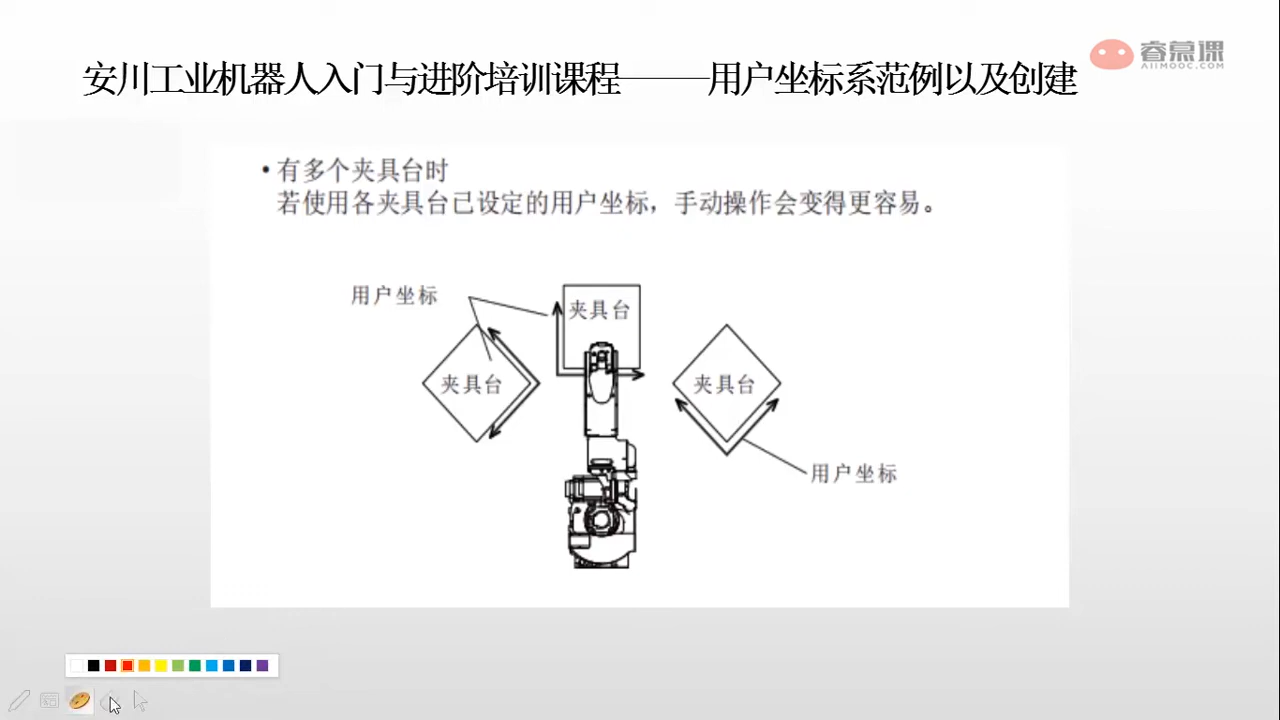 安川工业机器人入门与进阶培训课程———用户坐标系范例以及创建
睿慕课
AIIMOOC.COM
•有多个夹具台时
若使用各夹具台已设定的用户坐标，手动操作会变得更容易。
用户坐标
夹具台
夹具台
夹具台
用户坐标